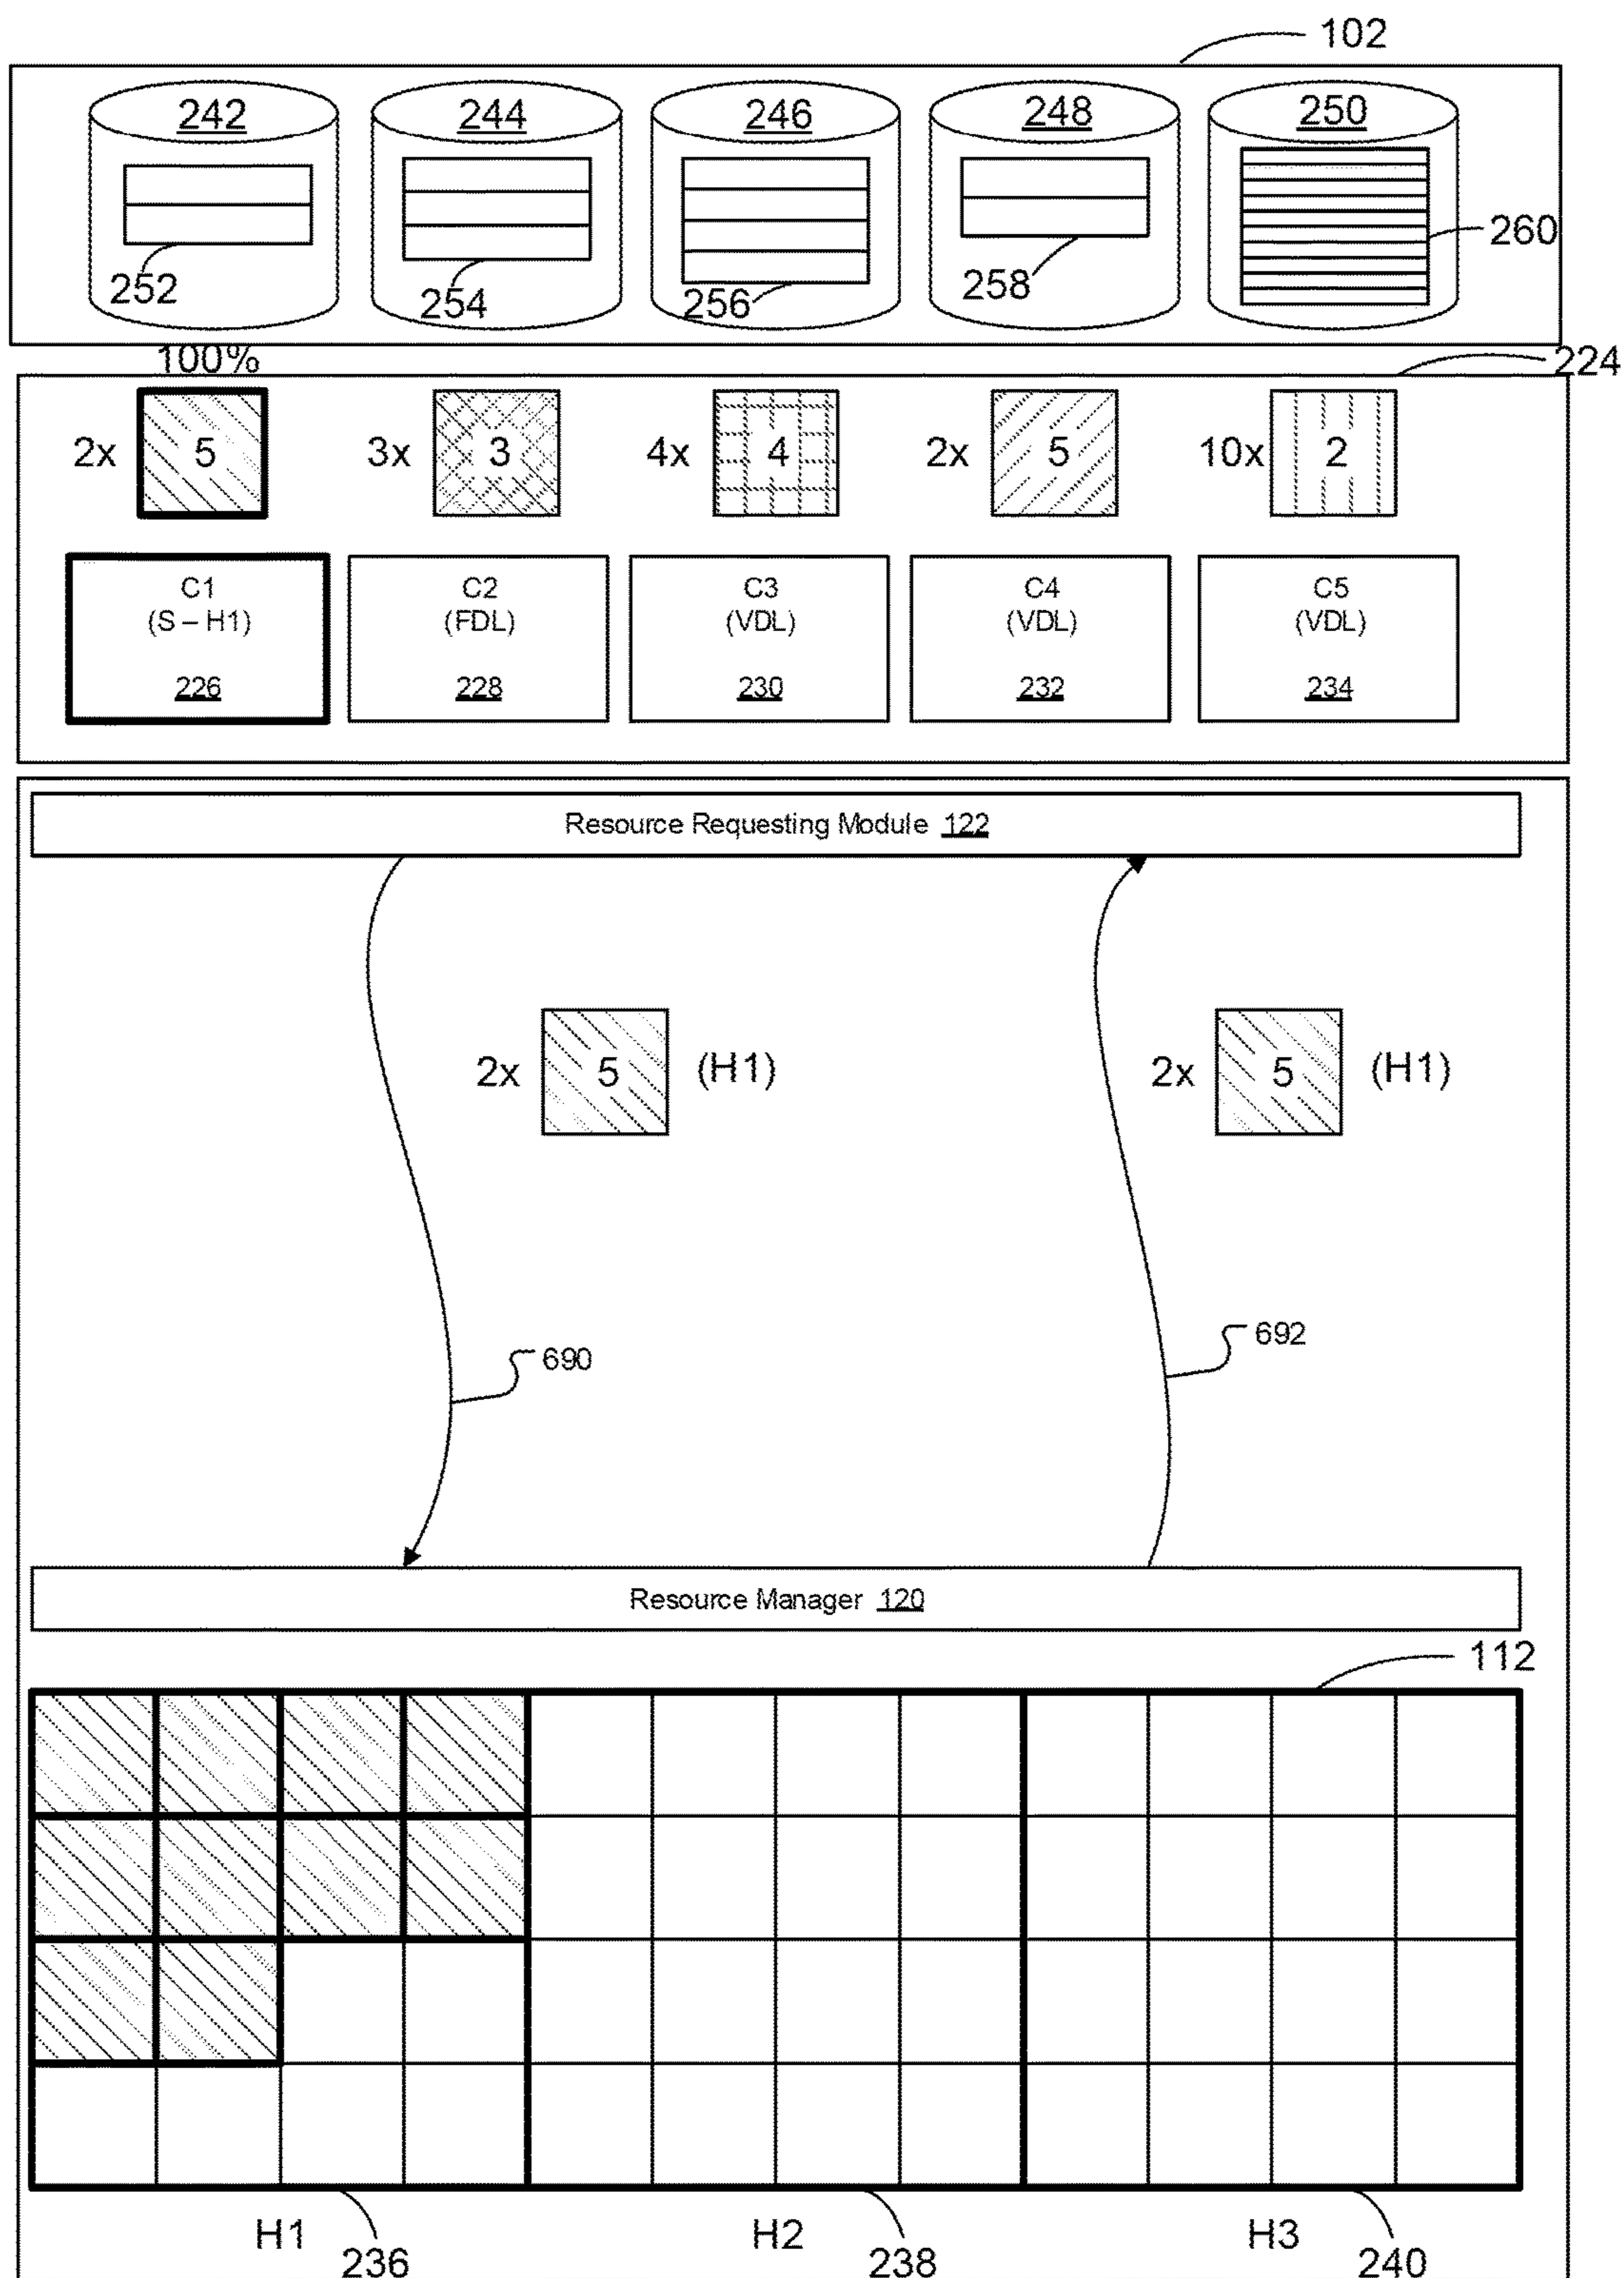 102
242 244 246 248 250
260
252 254 256 258
100%
224
2x 5 3x 3 4x 4 2x 5 10x 2
C1 C2 C3 C4 C5
(S – H1) (FDL) (VDL) (VDL) (VDL)
226 228 230 232 234
Resource Requesting Module 122
2x 5 (H1) 2x 5 (H1)
692
690
Resource Manager 120
112
H1 H2 H3
236 238 240